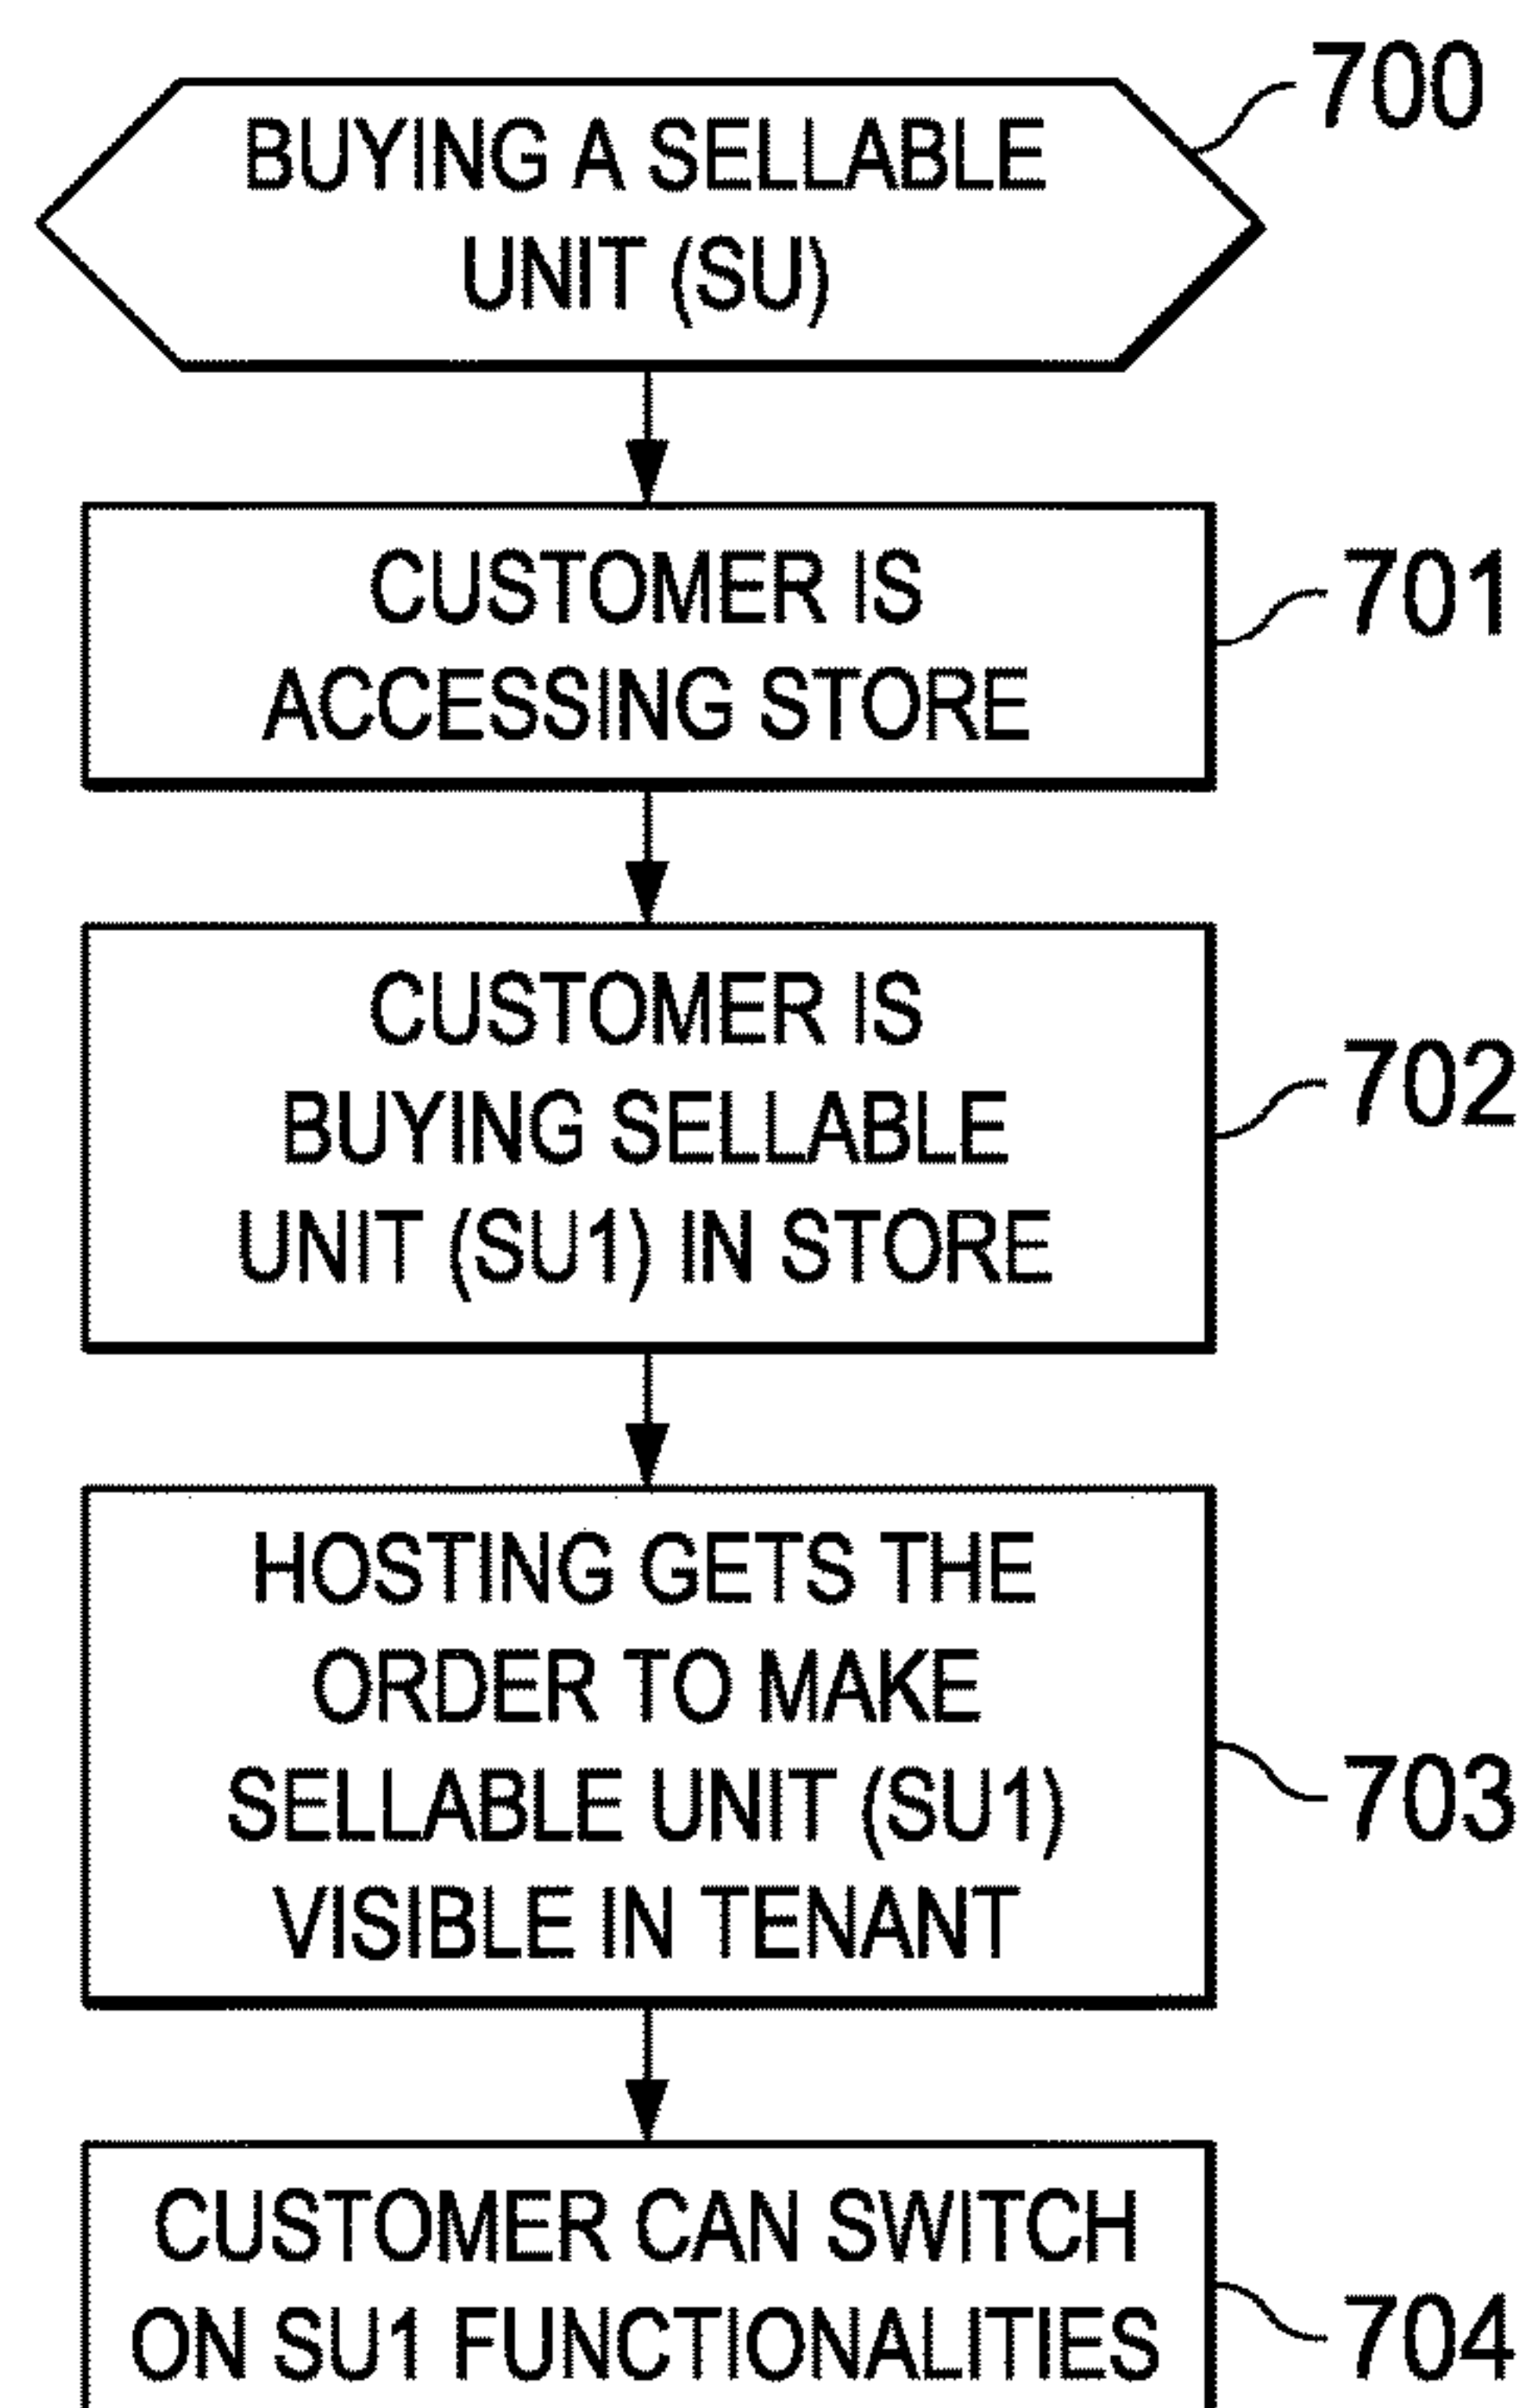 700
BUYING A SELLABLE
UNIT (SU)
CUSTOMER IS
ACCESSING STORE
701
CUSTOMER IS
BUYING SELLABLE
UNIT (SU1) IN STORE
702
HOSTING GETS THE
ORDER TO MAKE
SELLABLE UNIT (SU1)
VISIBLE IN TENANT
703
CUSTOMER CAN SWITCH
ON SU1 FUNCTIONALITIES
704